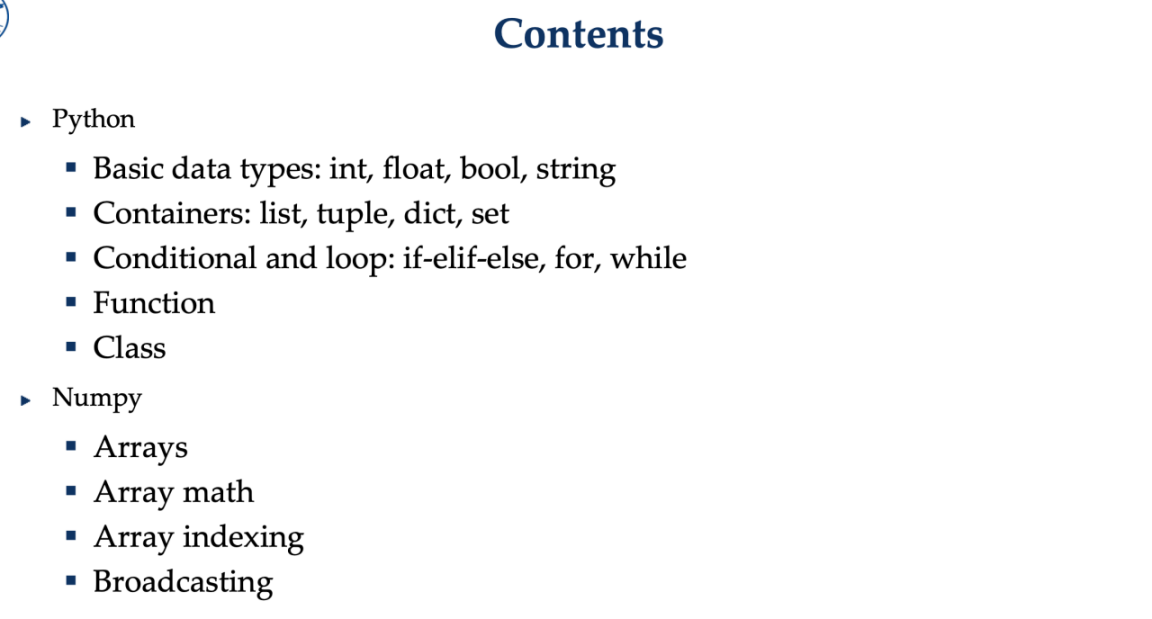 Contents
Python
Basic data types: int, float, bool, string
Containers: list, tuple, dict, set
Conditional and loop: if-elif-else, for, while
Function
Class
Numpy
Arrays
Array math
Array indexing
Broadcasting